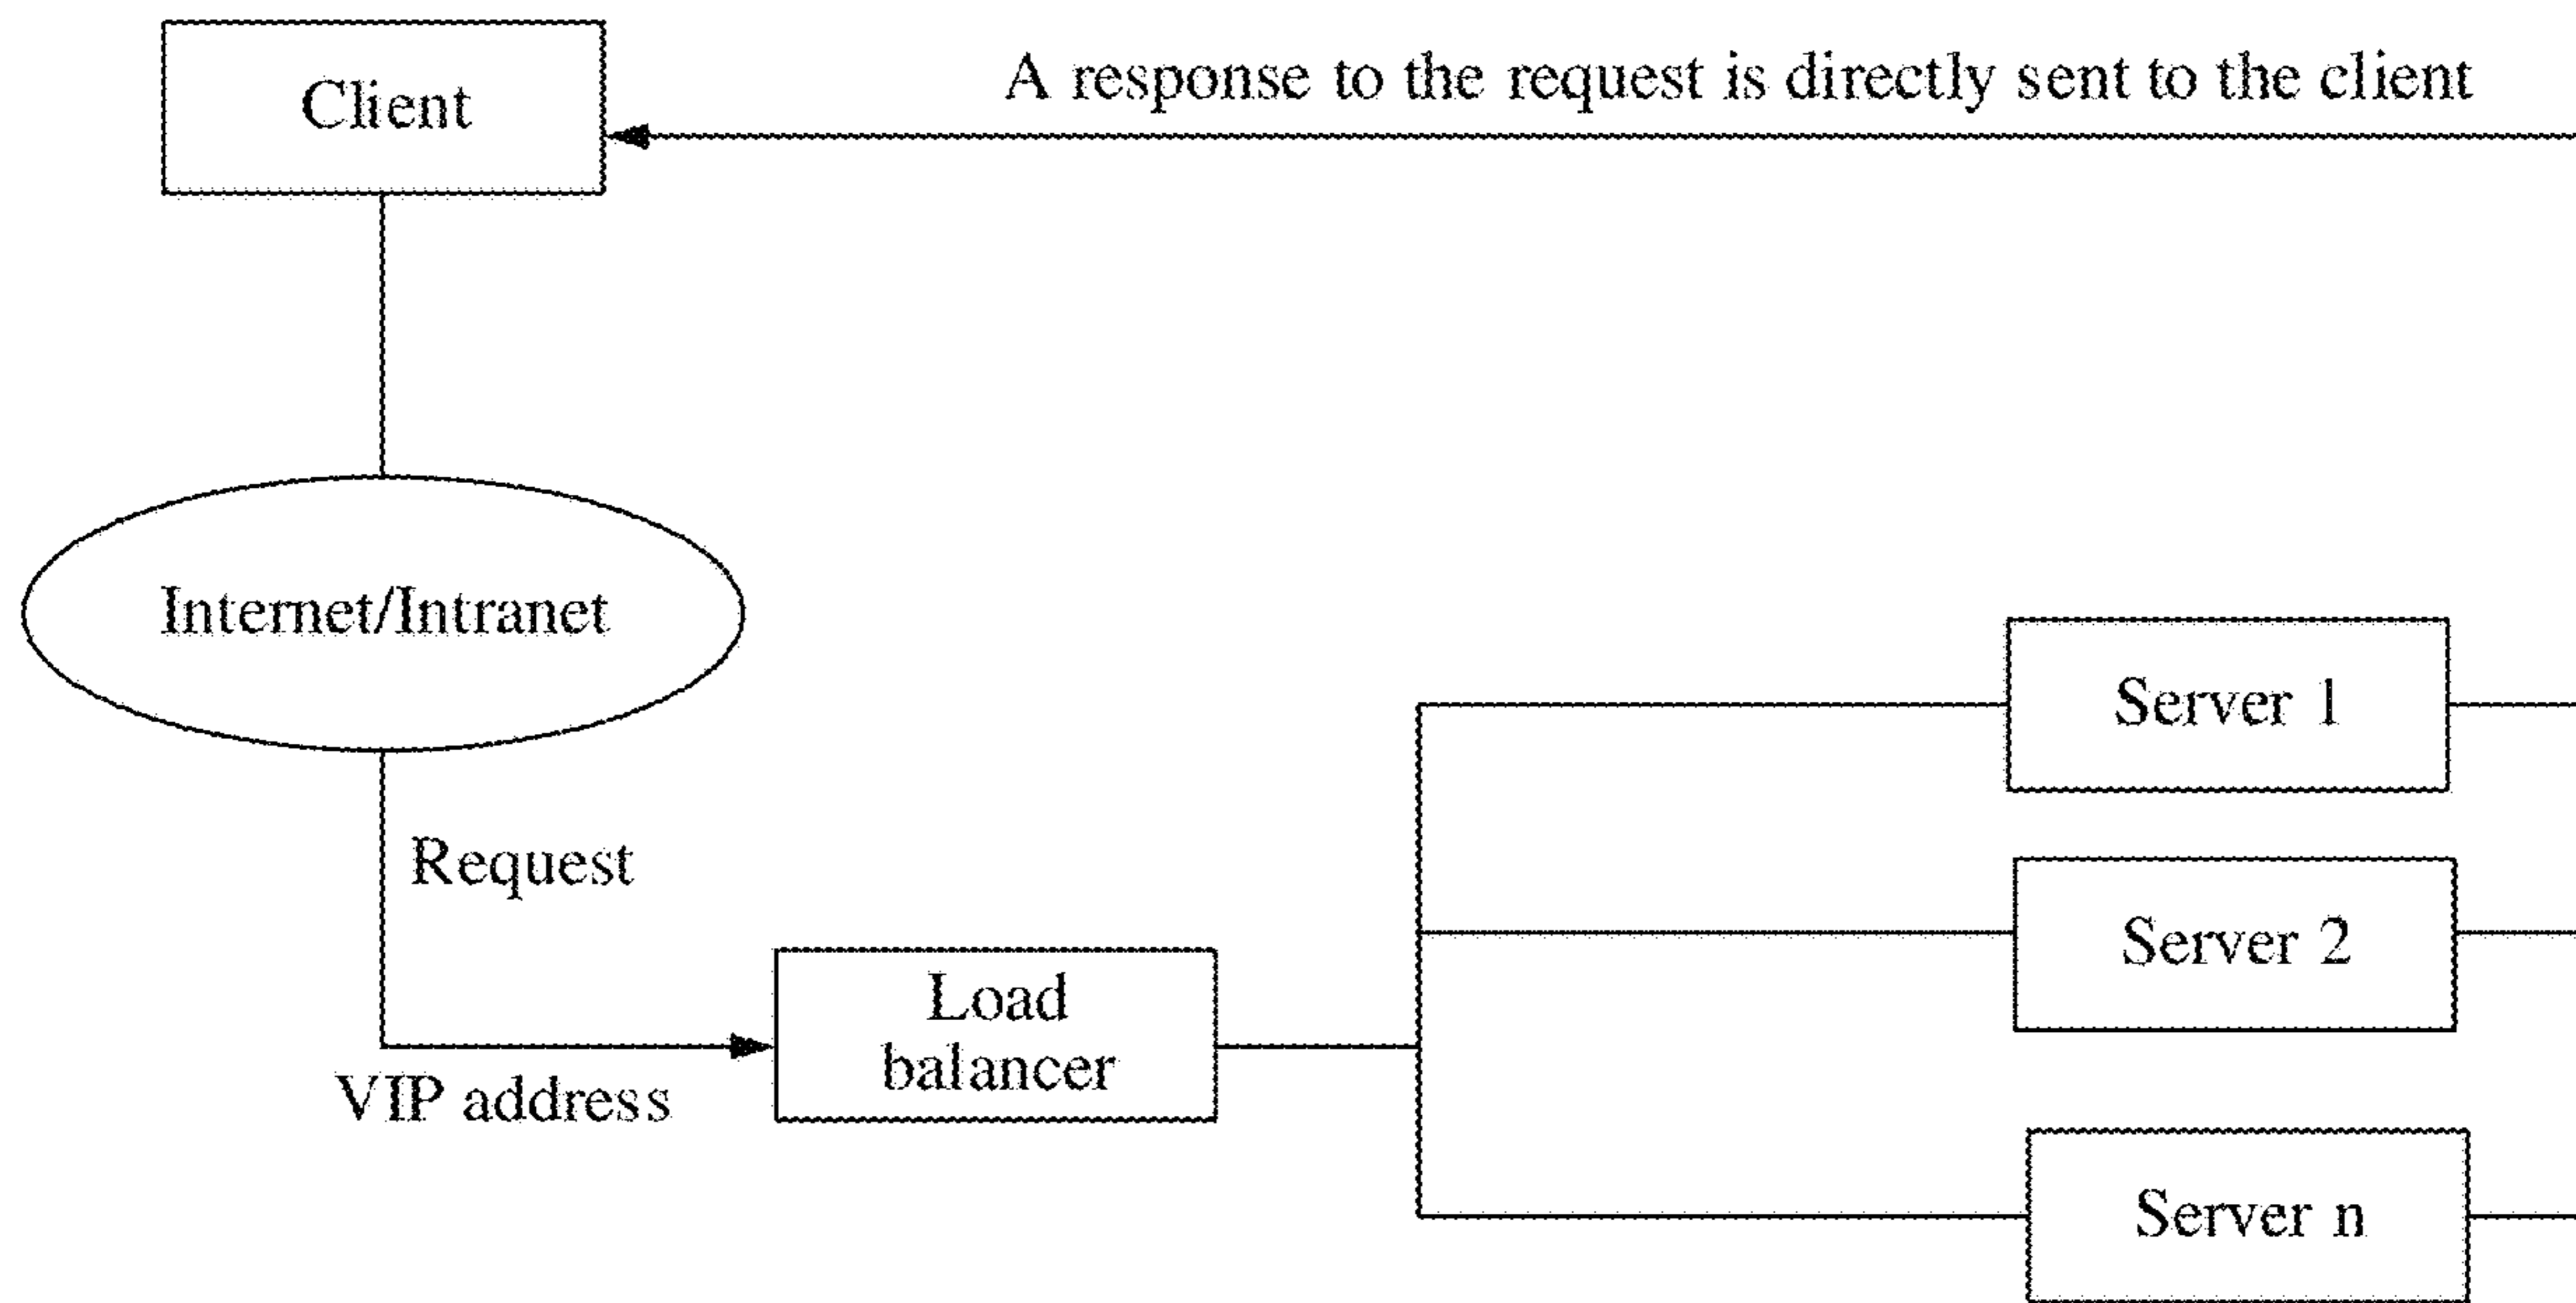 Client
A response to the request is directly sent to the client
Internet/Intranet
Request
VIP address
Load
balancer
Server 1
Server 2
Server n